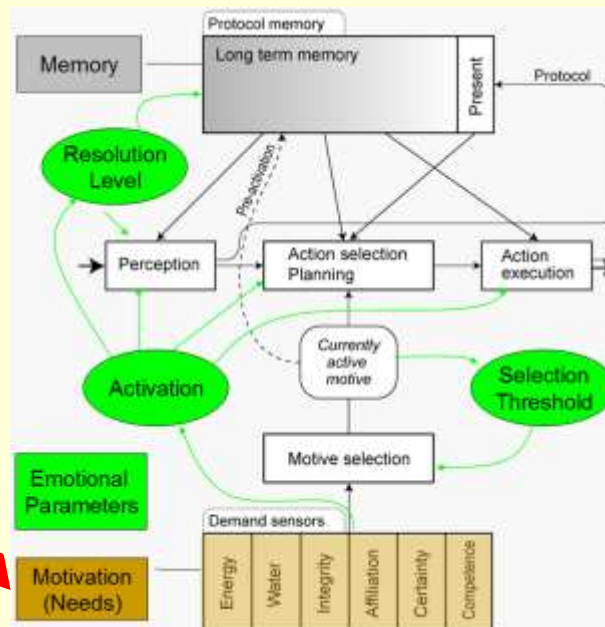 Protocol memory
Memory
Long term memory
Present
Protocol
Resolution
Level
Pre-activation
Perception
Action selection
Planning
Action
execution
Currently
active
motive
Activation
Selection
Threshold
Motive selection
Emotional
Parameters
Demand sensors
Motivation
(Needs)
Energy
Water
Integrity
Affiliation
Certainty
Competence